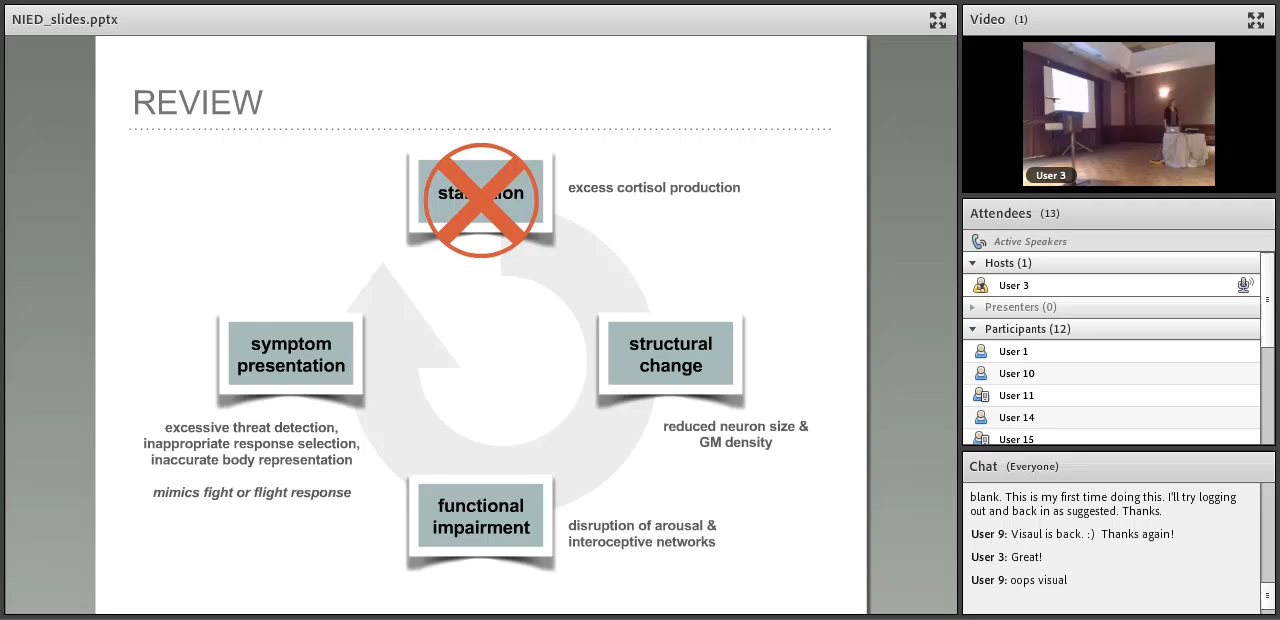 NIED_slides.pptx
REVIEW
excess cortisol production
symptom
presentation
structural
change
excessive threat detection,
inappropriate response selection,
inaccurate body representation
mimics fight or flight response
reduced neuron size &
GM density
functional
impairment
disruption of arousal &
interoceptive networks
Video (1)
User 3
Attendees (13)
Active Speakers
Hosts (1)
User 3
Presenters (0)
Participants (12)
User 1
User 10
User 11
User 14
User 15
Chat (Everyone)
blank. This is my first time doing this. I'll try logging
out and back in as suggested. Thanks.
User 9: Visaul is back. :) Thanks again!
User 3: Great!
User 9: oops visual